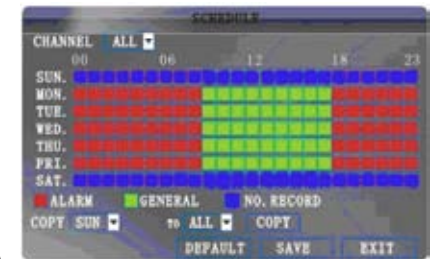 SCHEDULE
CHANNEL ALL
00 06 12 18 23
SUN.
MON.
TUE.
WED.
THU.
FRI.
SAT.
ALARM GENERAL NO. RECORD
COPY SUN TO ALL COPY
DEFAULT SAVE EXIT